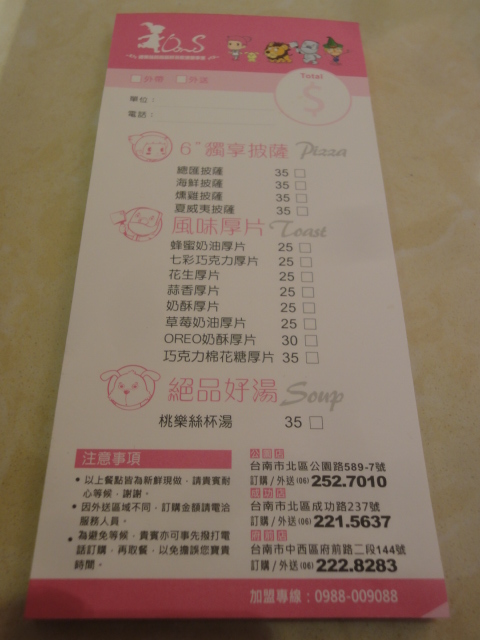 Total
$
單位：
電話：
6" 獨享披薩 Pizza
總匯披薩 35
海鮮披薩 35
燻雞披薩 35
夏威夷披薩 35
風味厚片 Toast
蜂蜜奶油厚片 25
七彩巧克力厚片 25
花生厚片 25
蒜香厚片 25
奶酥厚片 25
草莓奶油厚片 25
OREO奶酥厚片 30
巧克力棉花糖厚片 35
絕品好湯 Soup
桃樂絲杯湯 35
注意事項
• 以上餐點皆為新鮮現做，請貴賓耐
心等候，謝謝。
• 因外送區域不同，訂購金額請電洽
服務人員。
• 為避免等候，貴賓亦可事先撥打電
話訂購，再取餐，以免擔誤您寶貴
時間。
公園店
台南市北區公園路589-7號
訂購/外送(06) 252.7010
成功店
台南市北區成功路237號
訂購/外送(06) 221.5637
府前店
台南市中西區府前路二段144號
訂購/外送(06) 222.8283
加盟專線：0988-009088